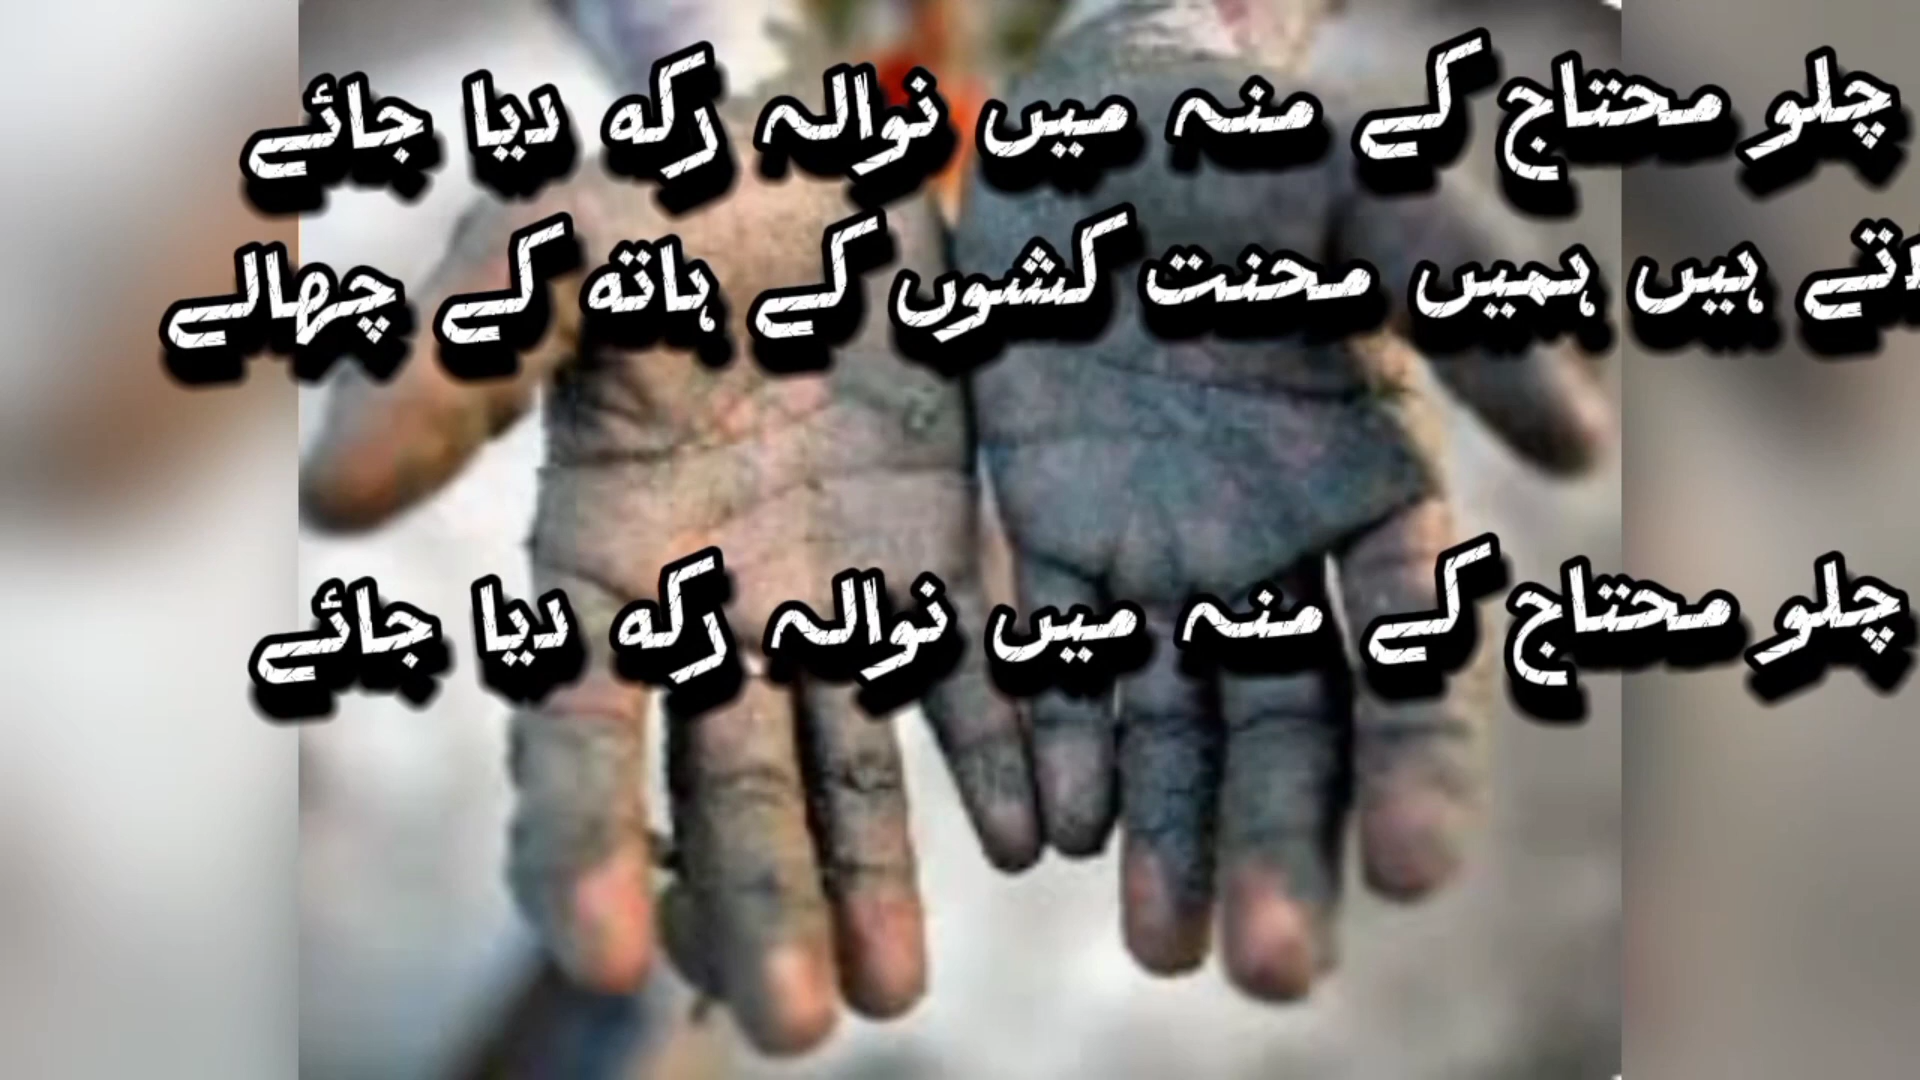 چلو محتاج کے منہ میں نوالہ رکھ دیا جائے
ہیں ہمیں محنت کشوں کے ہاتھ کے چھالے
چلو محتاج کے منہ میں نوالہ رکھ دیا جائے